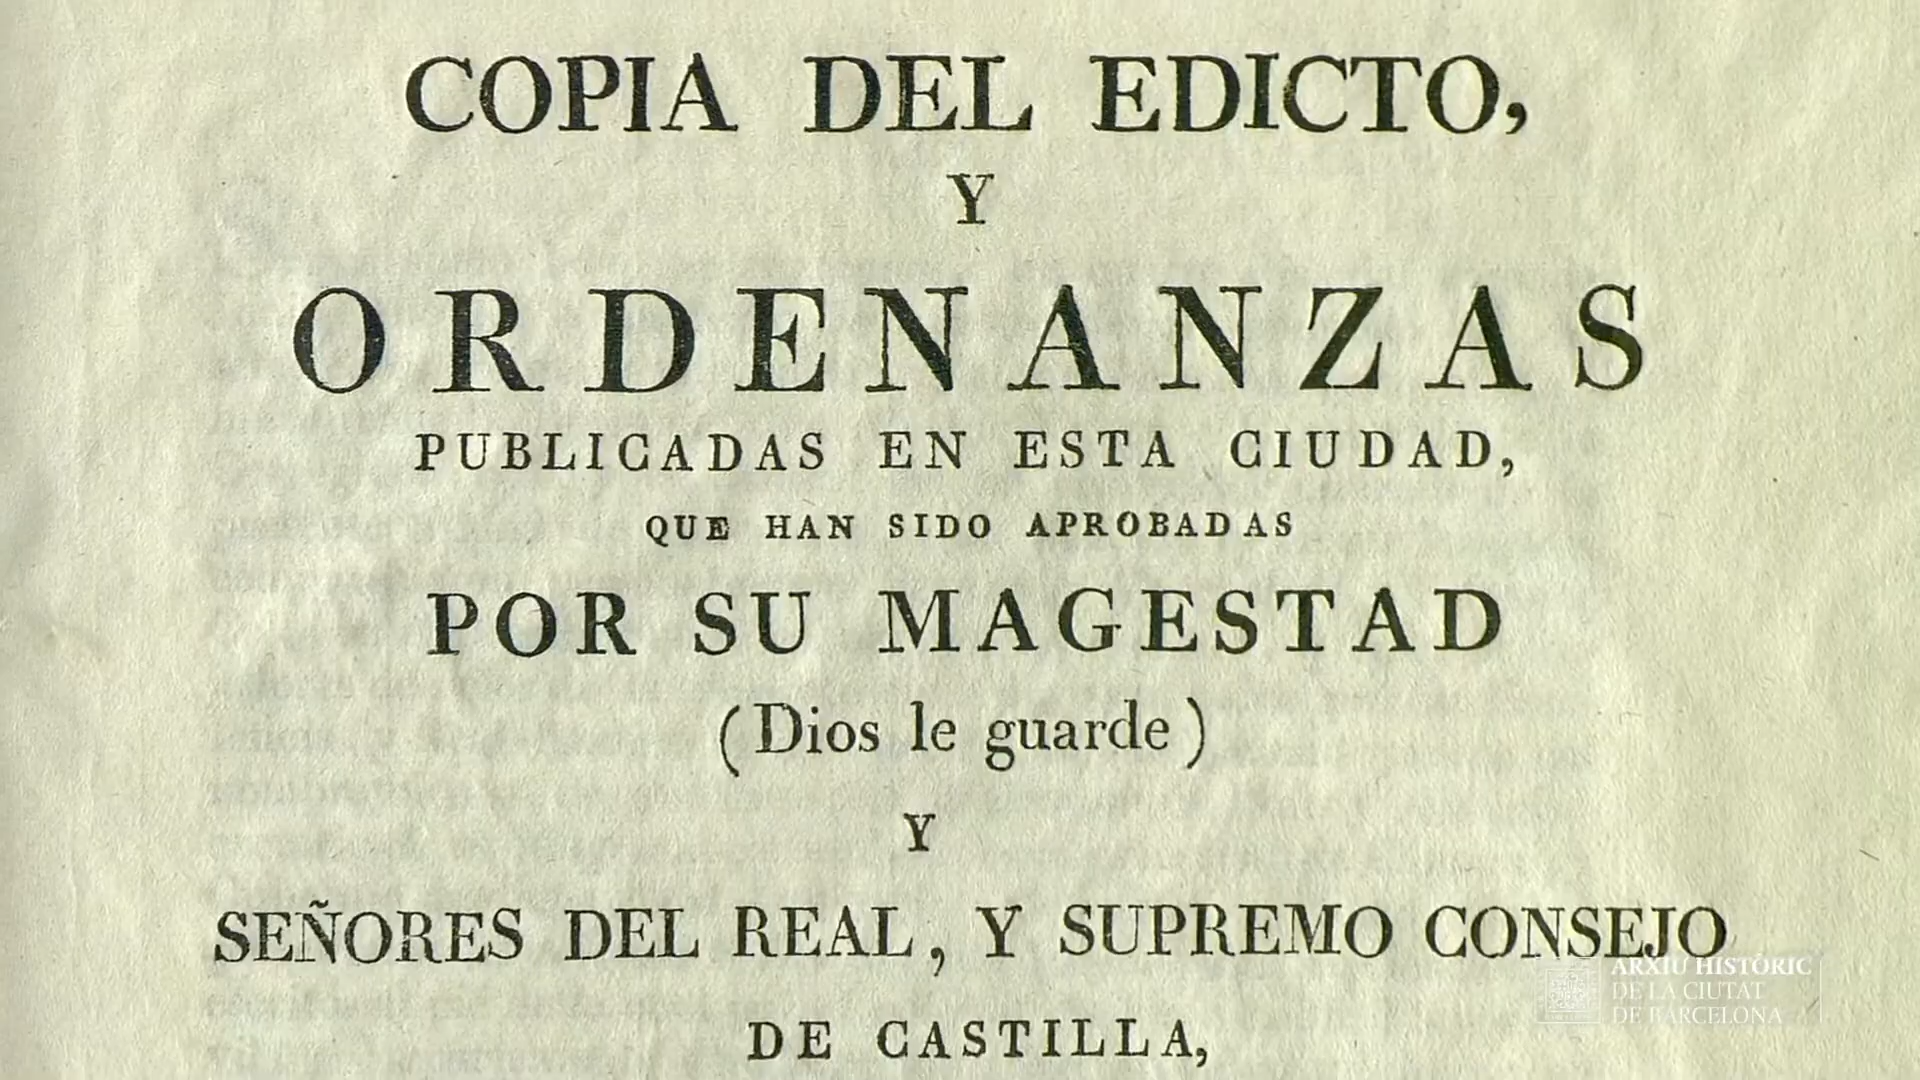 COPIA DEL EDICTO,
Y
ORDENANZAS
PUBLICADAS EN ESTA CIUDAD,
QUE HAN SIDO APROBADAS
POR SU MAGESTAD
(Dios le guarde)
Y
SEÑORES DEL REAL, Y SUPREMO CONSEJO
DE CASTILLA,
ARXIU HISTÒRIC
DE LA CIUTAT
DE BARCELONA